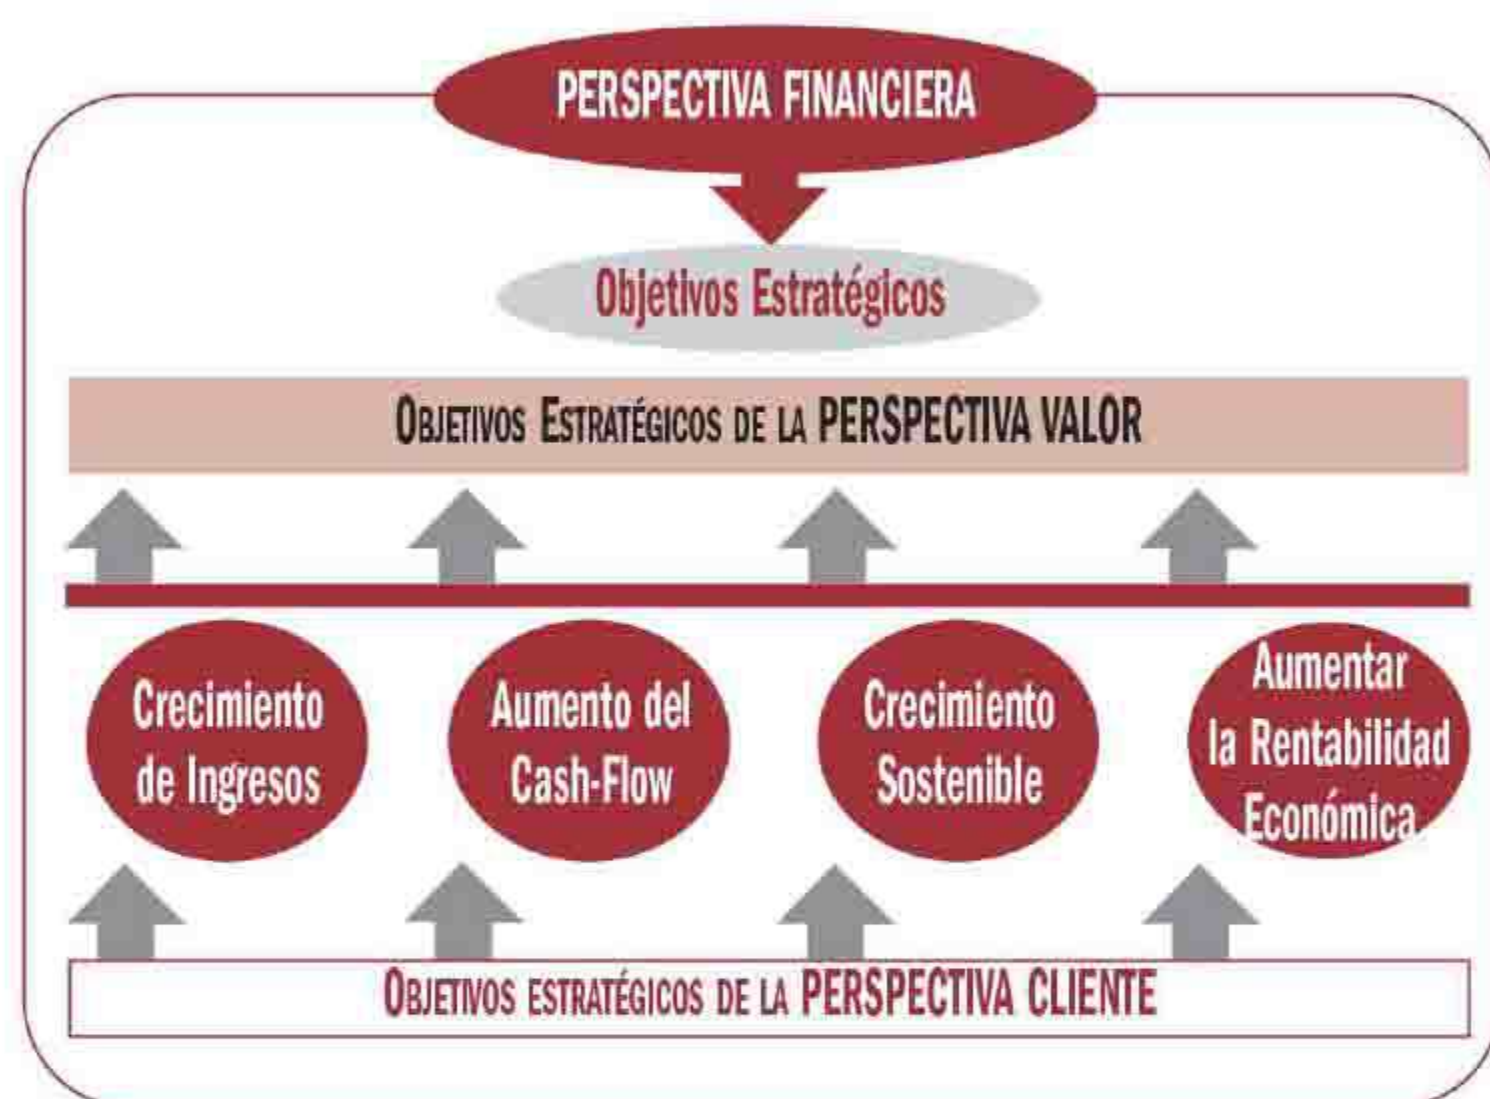 PERSPECTIVA FINANCIERA
Objetivos Estratégicos
OBJETIVOS ESTRATÉGICOS DE LA PERSPECTIVA VALOR
Crecimiento
de Ingresos
Aumento del
Cash-Flow
Crecimiento
Sostenible
Aumentar
la Rentabilidad
Económica
OBJETIVOS ESTRATÉGICOS DE LA PERSPECTIVA CLIENTE